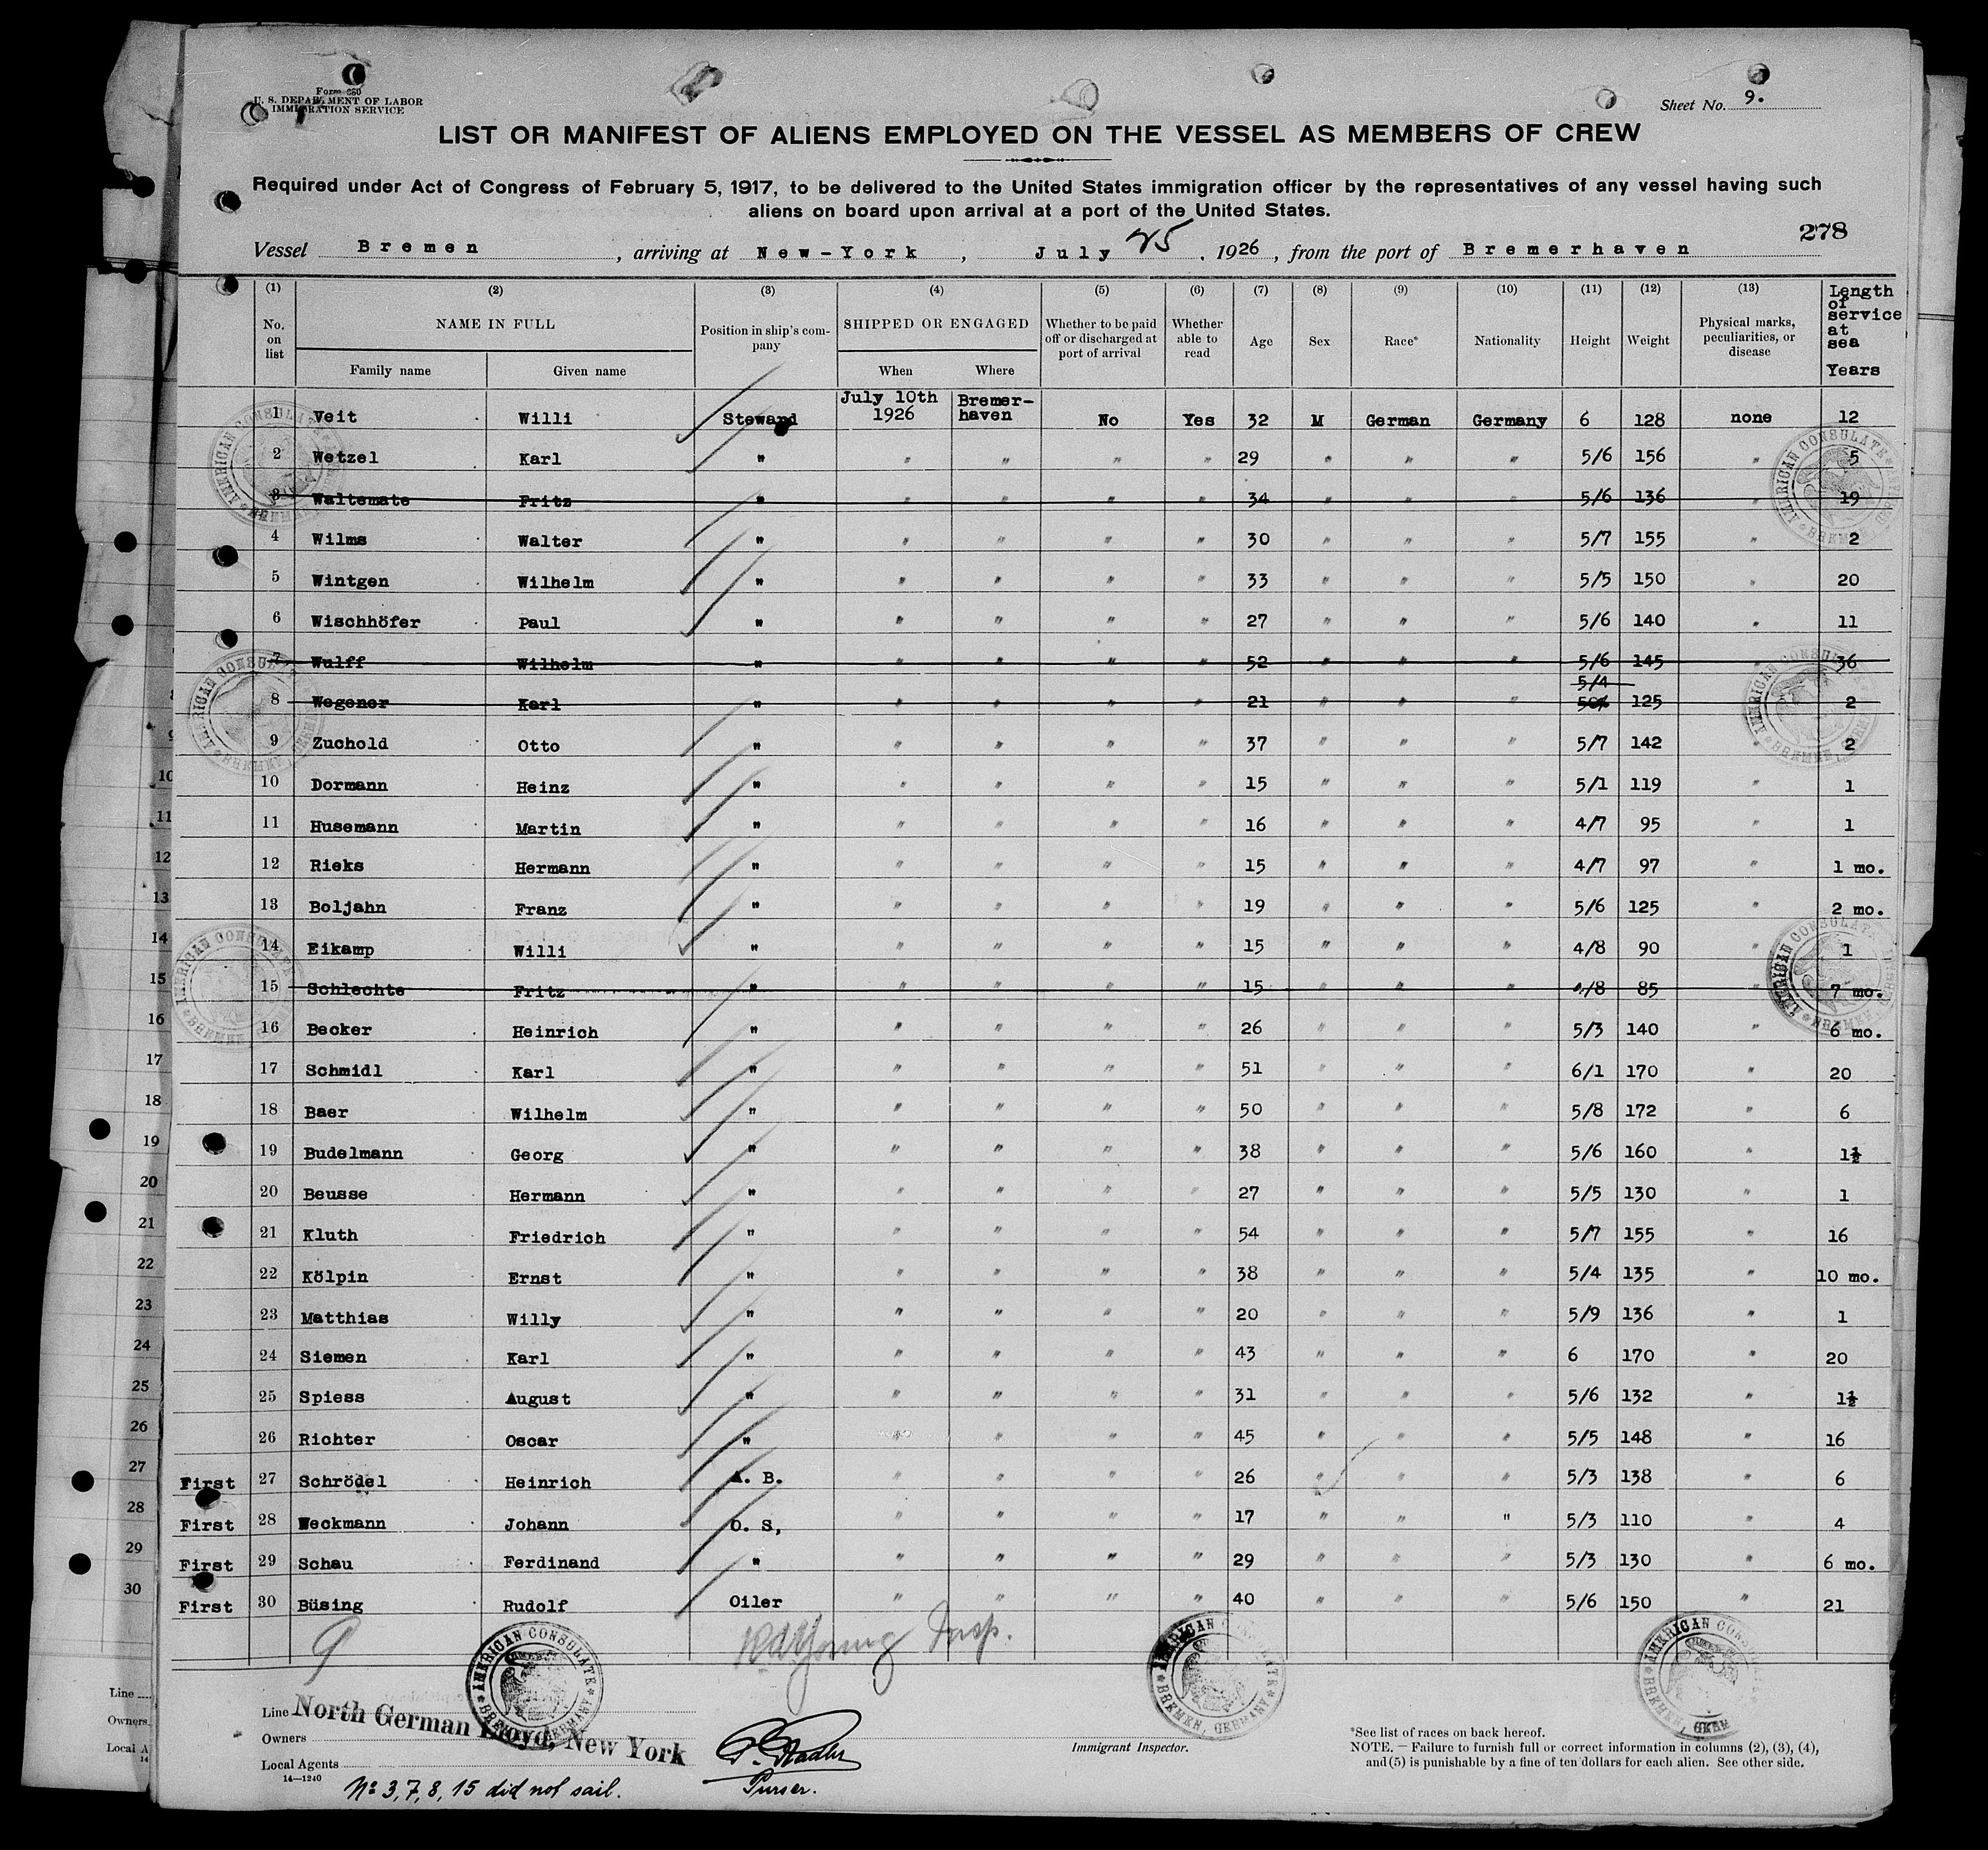 Form 680
U. S. DEPARTMENT OF LABOR
IMMIGRATION SERVICE
Sheet No. 9.
LIST OR MANIFEST OF ALIENS EMPLOYED ON THE VESSEL AS MEMBERS OF CREW
Required under Act of Congress of February 5, 1917, to be delivered to the United States immigration officer by the representatives of any vessel having such
aliens on board upon arrival at a port of the United States.
278
Vessel Bremen, arriving at New-York, July 25, 1926, from the port of Bremerhaven
(1) (2) (3) (4) (5) (6) (7) (8) (9) (10) (11) (12) (13) Length of service at sea Years
No. on list NAME IN FULL Position in ship's company SHIPPED OR ENGAGED Whether to be paid off or discharged at port of arrival Whether able to read Age Sex Race* Nationality Height Weight Physical marks, peculiarities, or disease
Family name Given name When Where
1 Veit Willi Steward July 10th 1926 Bremer-haven No Yes 32 M German Germany 6 128 none 12
2 Wetzel Karl " " " " " 29 " " " 5/6 156 " 5
3 Waltemate Fritz " " " " " 34 " " " 5/6 136 " 19
4 Wilms Walter " " " " " 30 " " " 5/7 155 " 2
5 Wintgen Wilhelm " " " " " 33 " " " 5/5 150 " 20
6 Wischhöfer Paul " " " " " 27 " " " 5/6 140 " 11
7 Wulff Wilhelm " " " " " 52 " " " 5/6 145 " 36
8 Wegener Karl " " " " " 21 " " " 5/4 125 " 2
9 Zuchold Otto " " " " " 37 " " " 5/7 142 " 2
10 Dormann Heinz " " " " " 15 " " " 5/1 119 " 1
11 Husemann Martin " " " " " 16 " " " 4/7 95 " 1
12 Rieks Hermann " " " " " 15 " " " 4/7 97 " 1 mo.
13 Boljahn Franz " " " " " 19 " " " 5/6 125 " 2 mo.
14 Eikamp Willi " " " " " 15 " " " 4/8 90 " 1
15 Schlechte Fritz " " " " " 15 " " " 4/8 85 " 7 mo.
16 Becker Heinrich " " " " " 26 " " " 5/3 140 " 6 mo.
17 Schmidl Karl " " " " " 51 " " " 6/1 170 " 20
18 Baer Wilhelm " " " " " 50 " " " 5/8 172 " 6
19 Budelmann Georg " " " " " 38 " " " 5/6 160 " 1½
20 Beusse Hermann " " " " " 27 " " " 5/5 130 " 1
21 Kluth Friedrich " " " " " 54 " " " 5/7 155 " 16
22 Kölpin Ernst " " " " " 38 " " " 5/4 135 " 10 mo.
23 Matthias Willy " " " " " 20 " " " 5/9 136 " 1
24 Siemen Karl " " " " " 43 " " " 6 170 " 20
25 Spiess August " " " " " 31 " " " 5/6 132 " 1½
26 Richter Oscar " " " " " 45 " " " 5/5 148 " 16
First 27 Schrödel Heinrich A. B. " " " " 26 " " " 5/3 138 " 6
First 28 Weckmann Johann O. S, " " " " 17 " " " 5/3 110 " 4
First 29 Schau Ferdinand " " " " " 29 " " " 5/3 130 " 6 mo.
First 30 Büsing Rudolf Oiler " " " " 40 " " " 5/6 150 " 21
9 Young Insp.
AMERICAN CONSULATE BREMEN, GERMANY
Line North German Lloyd, New York
Owners
Local Agents
14—1240
Purser.
Immigrant Inspector.
*See list of races on back hereof.
NOTE. — Failure to furnish full or correct information in columns (2), (3), (4),
and (5) is punishable by a fine of ten dollars for each alien. See other side.
No 3, 7, 8, 15 did not sail.